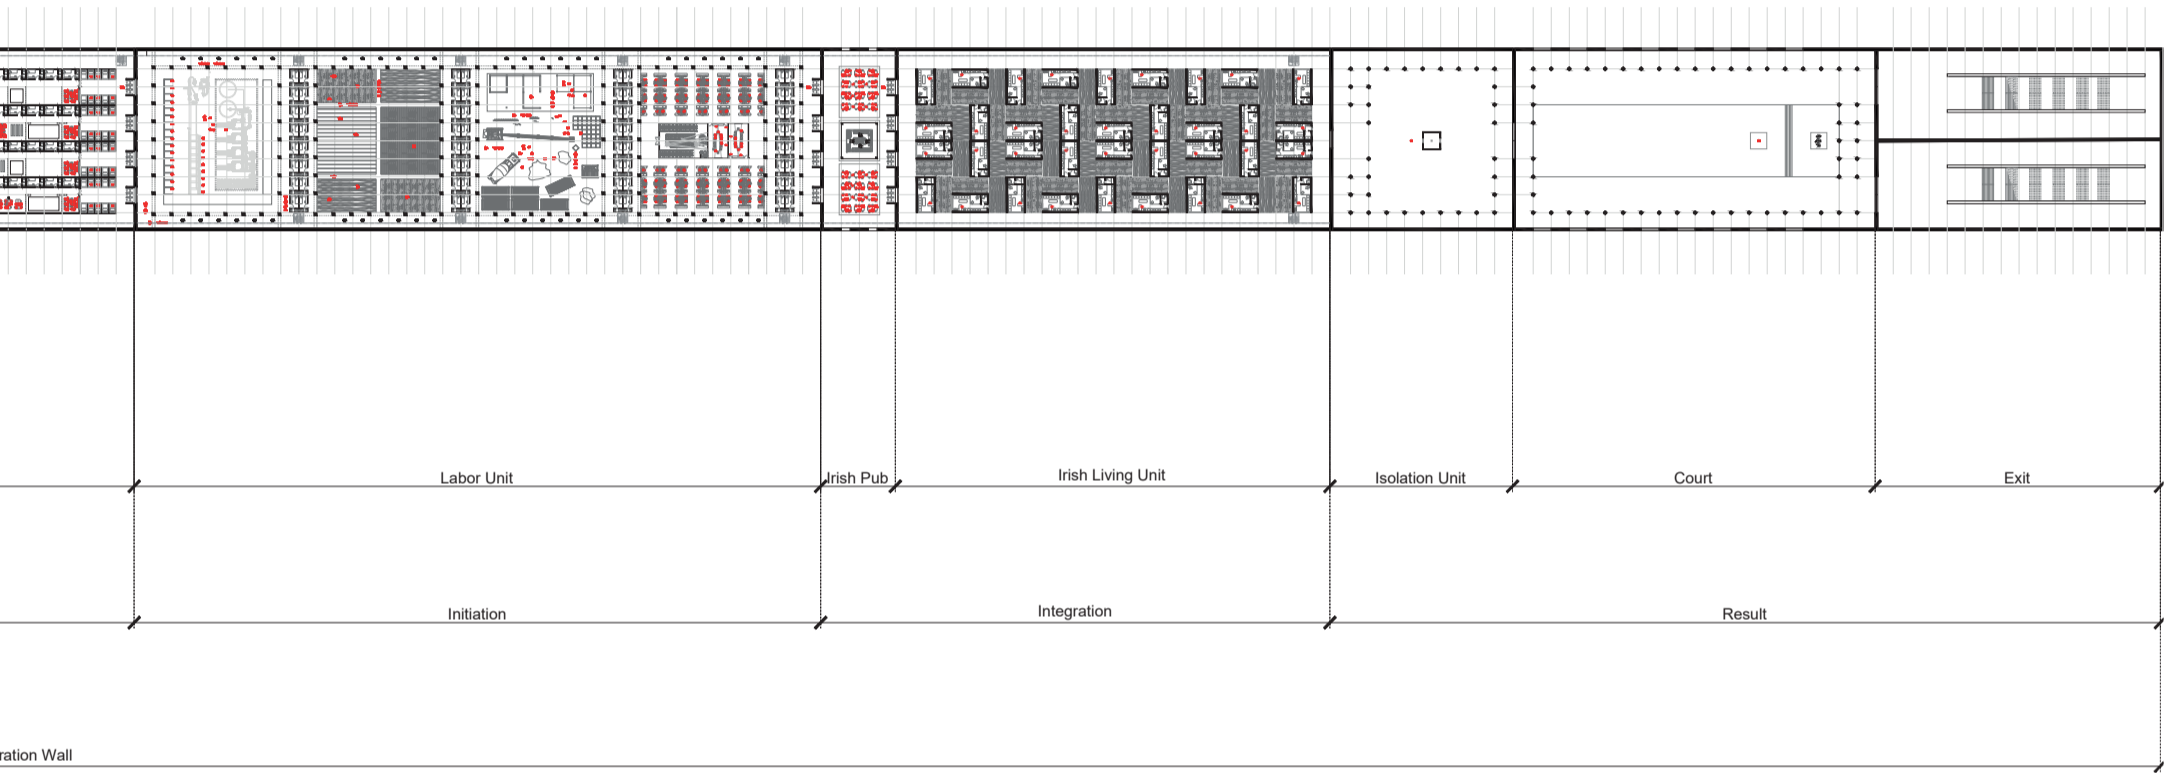 Labor Unit
Irish Pub
Irish Living Unit
Isolation Unit
Court
Exit
Initiation
Integration
Result
ration Wall